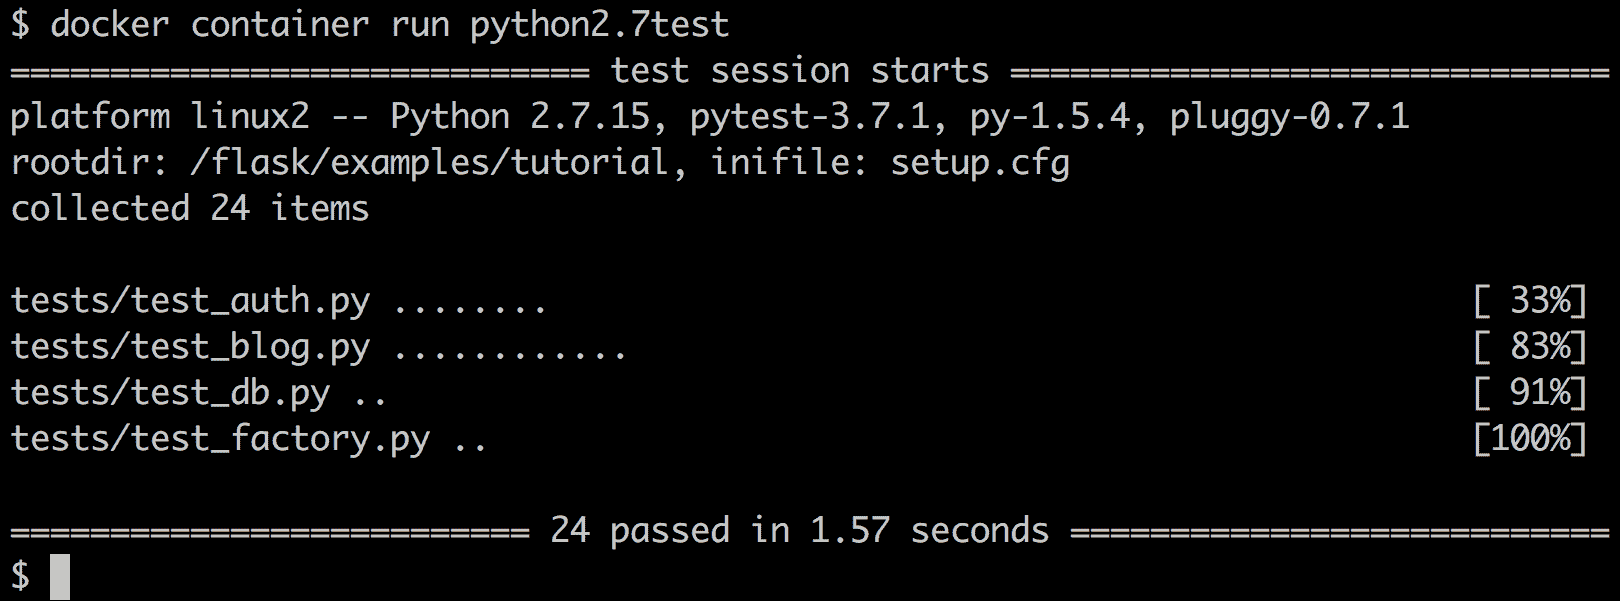 $ docker container run python2.7test
============================= test session starts ==============================
platform linux2 -- Python 2.7.15, pytest-3.7.1, py-1.5.4, pluggy-0.7.1
rootdir: /flask/examples/tutorial, inifile: setup.cfg
collected 24 items
tests/test_auth.py ........                                              [ 33%]
tests/test_blog.py ............                                          [ 83%]
tests/test_db.py ..                                                      [ 91%]
tests/test_factory.py ..                                                 [100%]
========================== 24 passed in 1.57 seconds ===========================
$